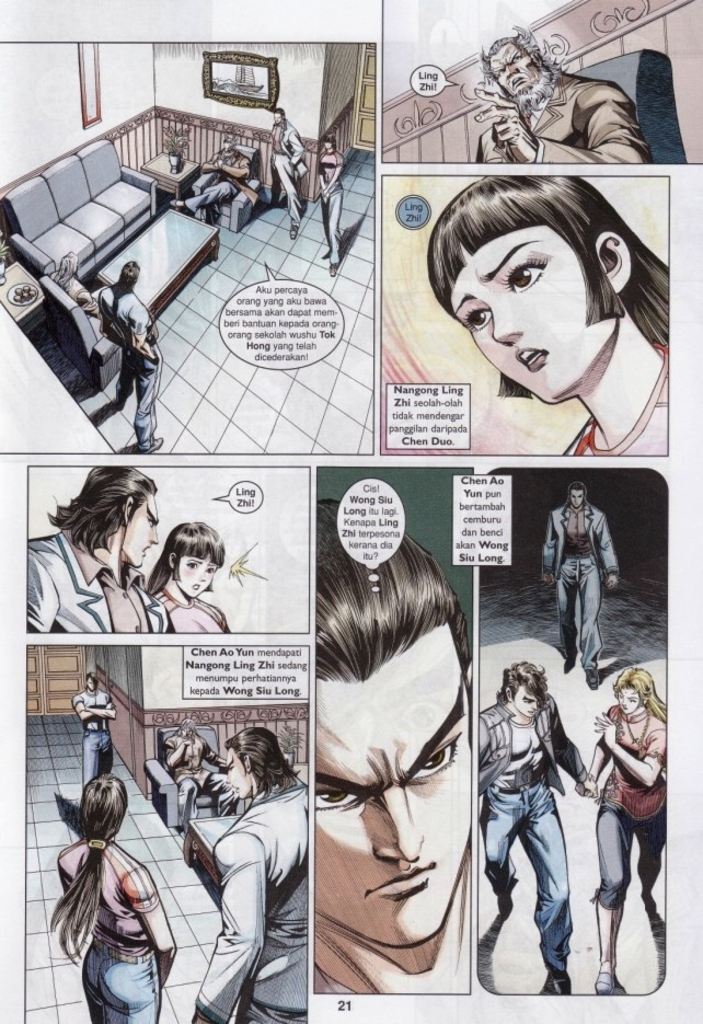 Aku percaya
orang yang aku bawa
bersama akan dapat mem-
beri bantuan kepada orang-
orang sekolah wushu Tok
Hong yang telah
dicederakan!
Ling
Zhi!
Ling
Zhi!
Nangong Ling
Zhi seolah-olah
tidak mendengar
panggilan daripada
Chen Duo.
Ling
Zhi!
Chen Ao Yun mendapati
Nangong Ling Zhi sedang
menumpu perhatiannya
kepada Wong Siu Long.
Cis!
Wong Siu
Long itu lagi.
Kenapa Ling
Zhi terpesona
kerana dia
itu?
Chen Ao
Yun pun
bertambah
cemburu
dan benci
akan Wong
Siu Long.
21